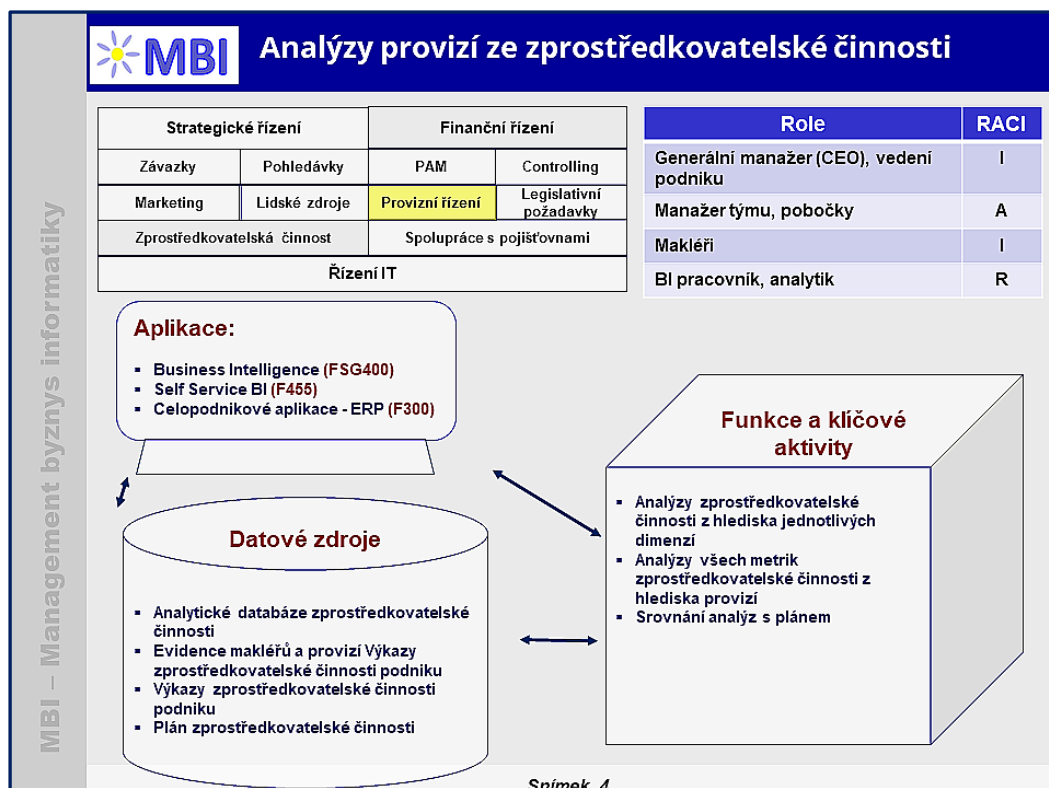 MBI
Analýzy provizí ze zprostředkovatelské činnosti
MBI – Management byznys informatiky
Strategické řízení
Finanční řízení
Závazky
Pohledávky
PAM
Controlling
Marketing
Lidské zdroje
Provizní řízení
Legislativní
požadavky
Zprostředkovatelská činnost
Spolupráce s pojišťovnami
Řízení IT
Role RACI
Generální manažer (CEO), vedení I
podniku
Manažer týmu, pobočky A
Makléři I
BI pracovník, analytik R
Aplikace:
▪ Business Intelligence (FSG400)
▪ Self Service BI (F455)
▪ Celopodnikové aplikace - ERP (F300)
Datové zdroje
▪ Analytické databáze zprostředkovatelské
činnosti
▪ Evidence makléřů a provizí Výkazy
zprostředkovatelské činnosti podniku
▪ Výkazy zprostředkovatelské činnosti
podniku
▪ Plán zprostředkovatelské činnosti
Funkce a klíčové
aktivity
▪ Analýzy zprostředkovatelské
činnosti z hlediska jednotlivých
dimenzí
▪ Analýzy všech metrik
zprostředkovatelské činnosti z
hlediska provizí
▪ Srovnání analýz s plánem
Snímek 4